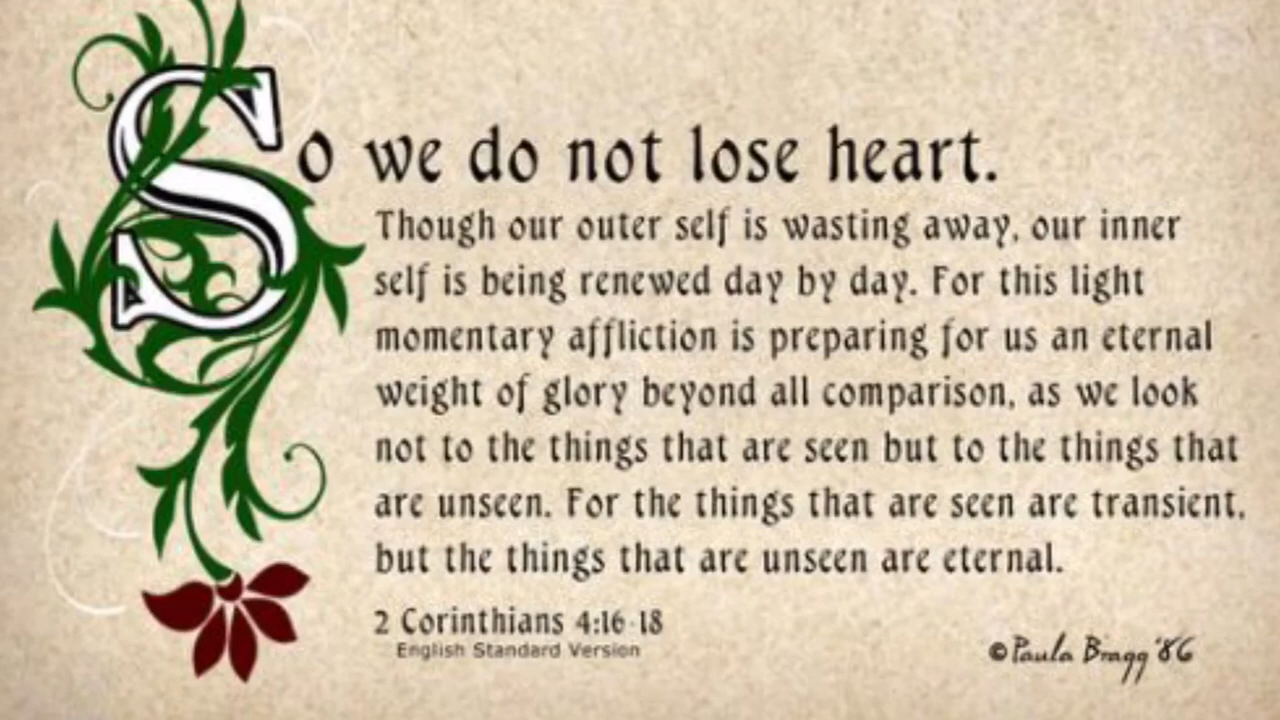 So we do not lose heart.
Though our outer self is wasting away, our inner
self is being renewed day by day. For this light
momentary affliction is preparing for us an eternal
weight of glory beyond all comparison, as we look
not to the things that are seen but to the things that
are unseen. For the things that are seen are transient,
but the things that are unseen are eternal.
2 Corinthians 4:16-18
English Standard Version
©Paula Bragg '86